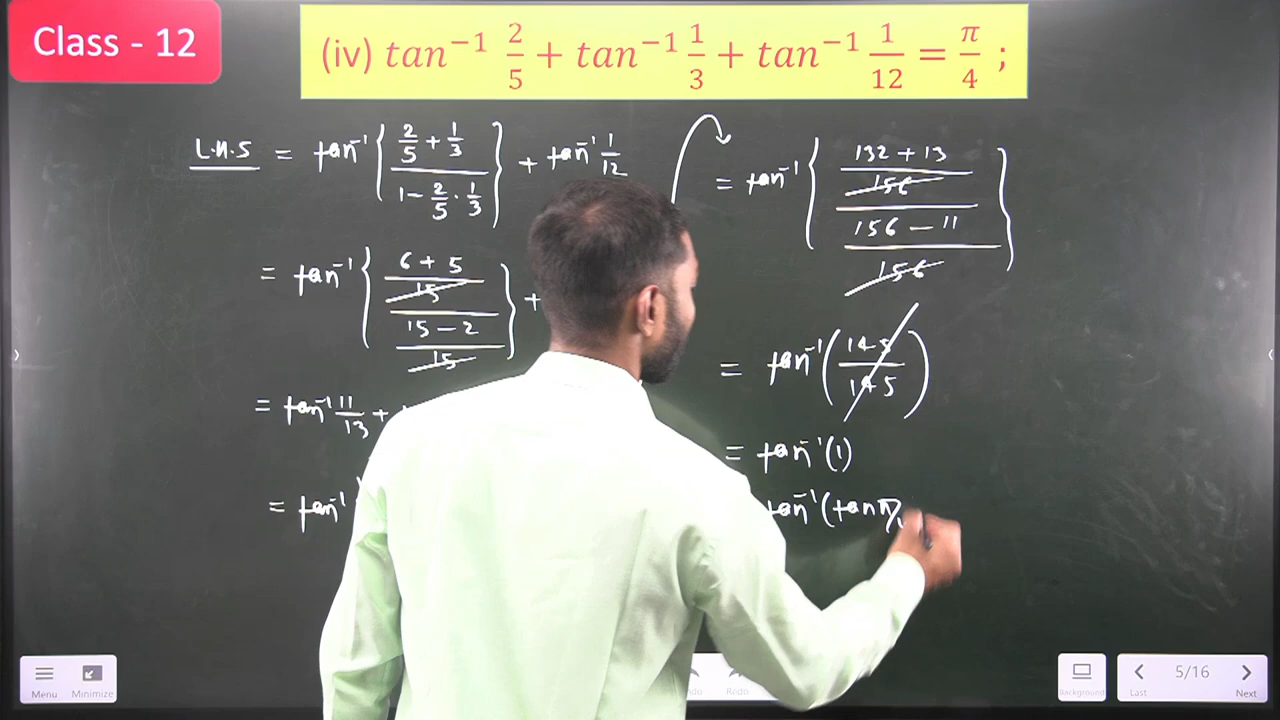 Class - 12
(iv) tan⁻¹ 2/5 + tan⁻¹ 1/3 + tan⁻¹ 1/12 = π/4 ;
L.H.S = tan⁻¹ { (2/5 + 1/3) / (1 - 2/5 · 1/3) } + tan⁻¹ 1/12
= tan⁻¹ { ((6 + 5)/15) / ((15 - 2)/15) } +
= tan⁻¹ 11/13 +
= tan⁻¹
= tan⁻¹ { ((132 + 13)/156) / ((156 - 11)/156) }
= tan⁻¹ (145/145)
= tan⁻¹ (1)
tan⁻¹ (tan π/
Menu
Minimize
Redo
Background
Last
5/16
Next